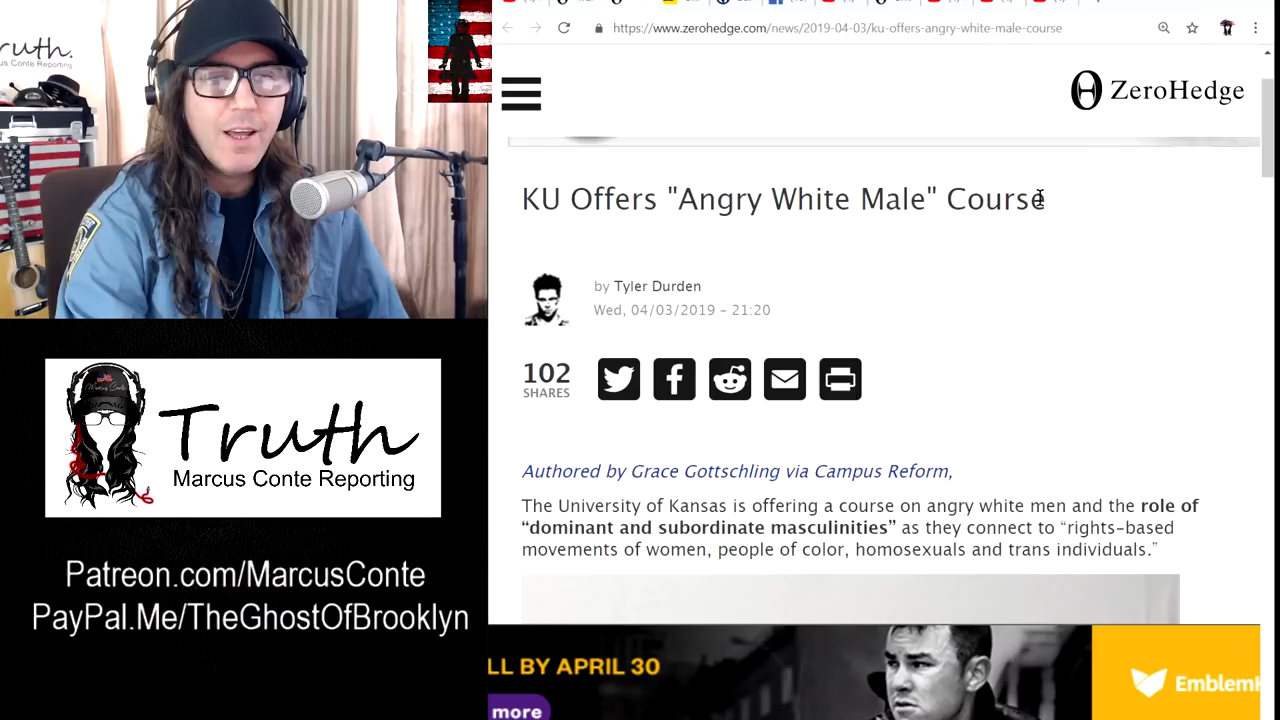 Truth.
us Conte Reporting
https://www.zerohedge.com/news/2019-04-03/ku-offers-angry-white-male-course
ZeroHedge
KU Offers "Angry White Male" Course
by Tyler Durden
Wed, 04/03/2019 - 21:20
102
SHARES
Authored by Grace Gottschling via Campus Reform,
The University of Kansas is offering a course on angry white men and the role of
“dominant and subordinate masculinities” as they connect to “rights-based
movements of women, people of color, homosexuals and trans individuals.”
Truth
Marcus Conte Reporting
Patreon.com/MarcusConte
PayPal.Me/TheGhostOfBrooklyn
LL BY APRIL 30
more